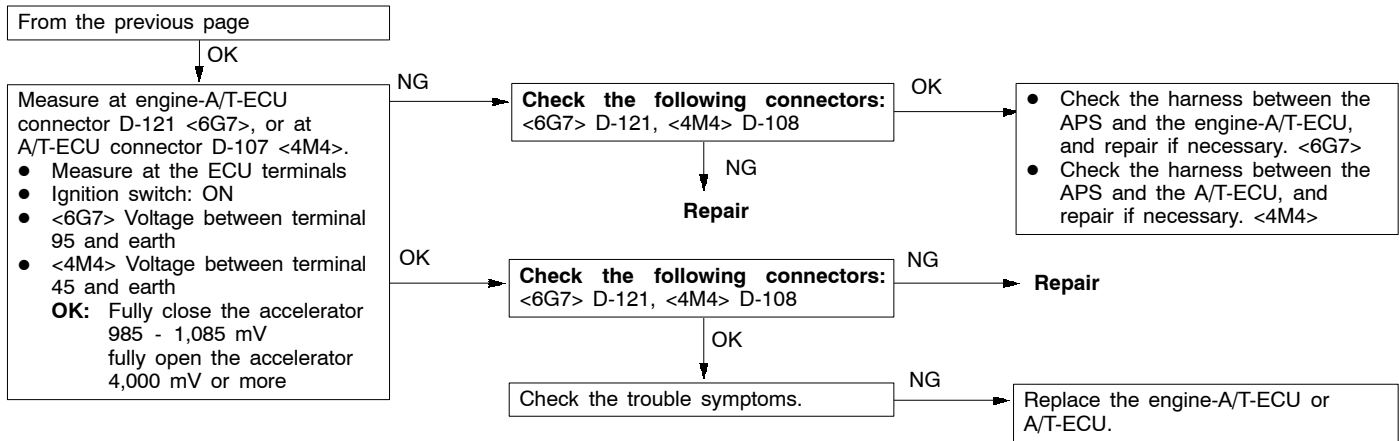 From the previous page
OK
Measure at engine-A/T-ECU
connector D-121 <6G7>, or at
A/T-ECU connector D-107 <4M4>.
● Measure at the ECU terminals
● Ignition switch: ON
● <6G7> Voltage between terminal
95 and earth
● <4M4> Voltage between terminal
45 and earth
OK: Fully close the accelerator
985 - 1,085 mV
fully open the accelerator
4,000 mV or more
NG
Check the following connectors:
<6G7> D-121, <4M4> D-108
OK
● Check the harness between the
APS and the engine-A/T-ECU,
and repair if necessary. <6G7>
● Check the harness between the
APS and the A/T-ECU, and
repair if necessary. <4M4>
NG
Repair
OK
Check the following connectors:
<6G7> D-121, <4M4> D-108
NG
Repair
OK
Check the trouble symptoms.
NG
Replace the engine-A/T-ECU or
A/T-ECU.